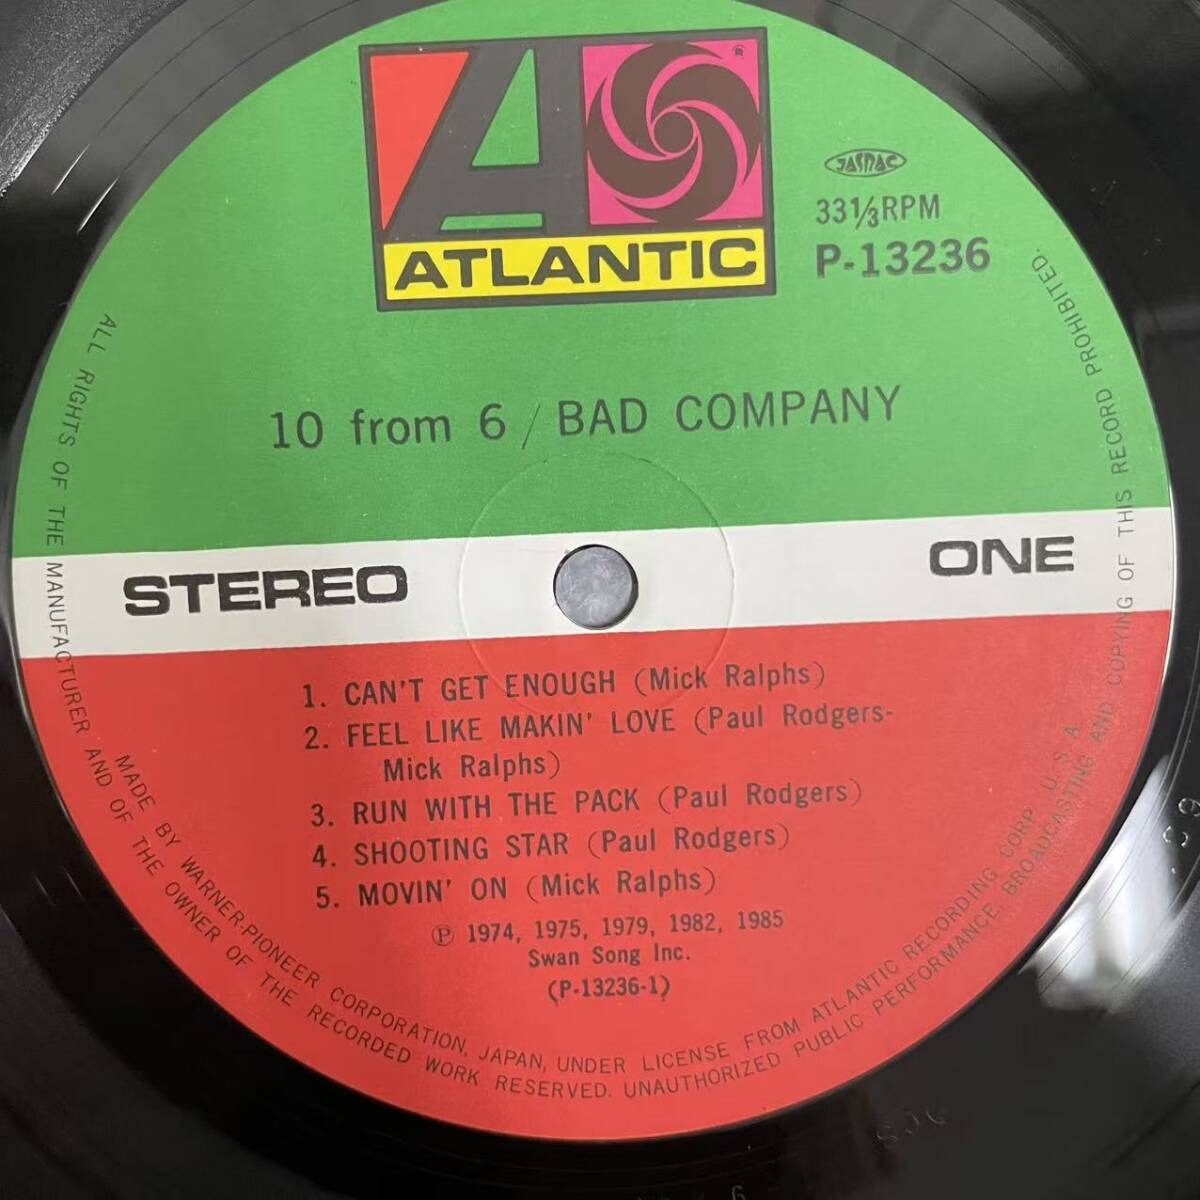 ATLANTIC
JASRAC
33 1/3 RPM
P-13236
10 from 6 / BAD COMPANY
STEREO
ONE
1. CAN'T GET ENOUGH (Mick Ralphs)
2. FEEL LIKE MAKIN' LOVE (Paul Rodgers-
Mick Ralphs)
3. RUN WITH THE PACK (Paul Rodgers)
4. SHOOTING STAR (Paul Rodgers)
5. MOVIN' ON (Mick Ralphs)
Ⓟ 1974, 1975, 1979, 1982, 1985
Swan Song Inc.
(P-13236-1)
MADE BY WARNER-PIONEER CORPORATION, JAPAN, UNDER LICENSE FROM ATLANTIC RECORDING CORP. U.S.A.
ALL RIGHTS OF THE MANUFACTURER AND OF THE OWNER OF THE RECORDED WORK RESERVED. UNAUTHORIZED PUBLIC PERFORMANCE, BROADCASTING AND COPYING OF THIS RECORD PROHIBITED.